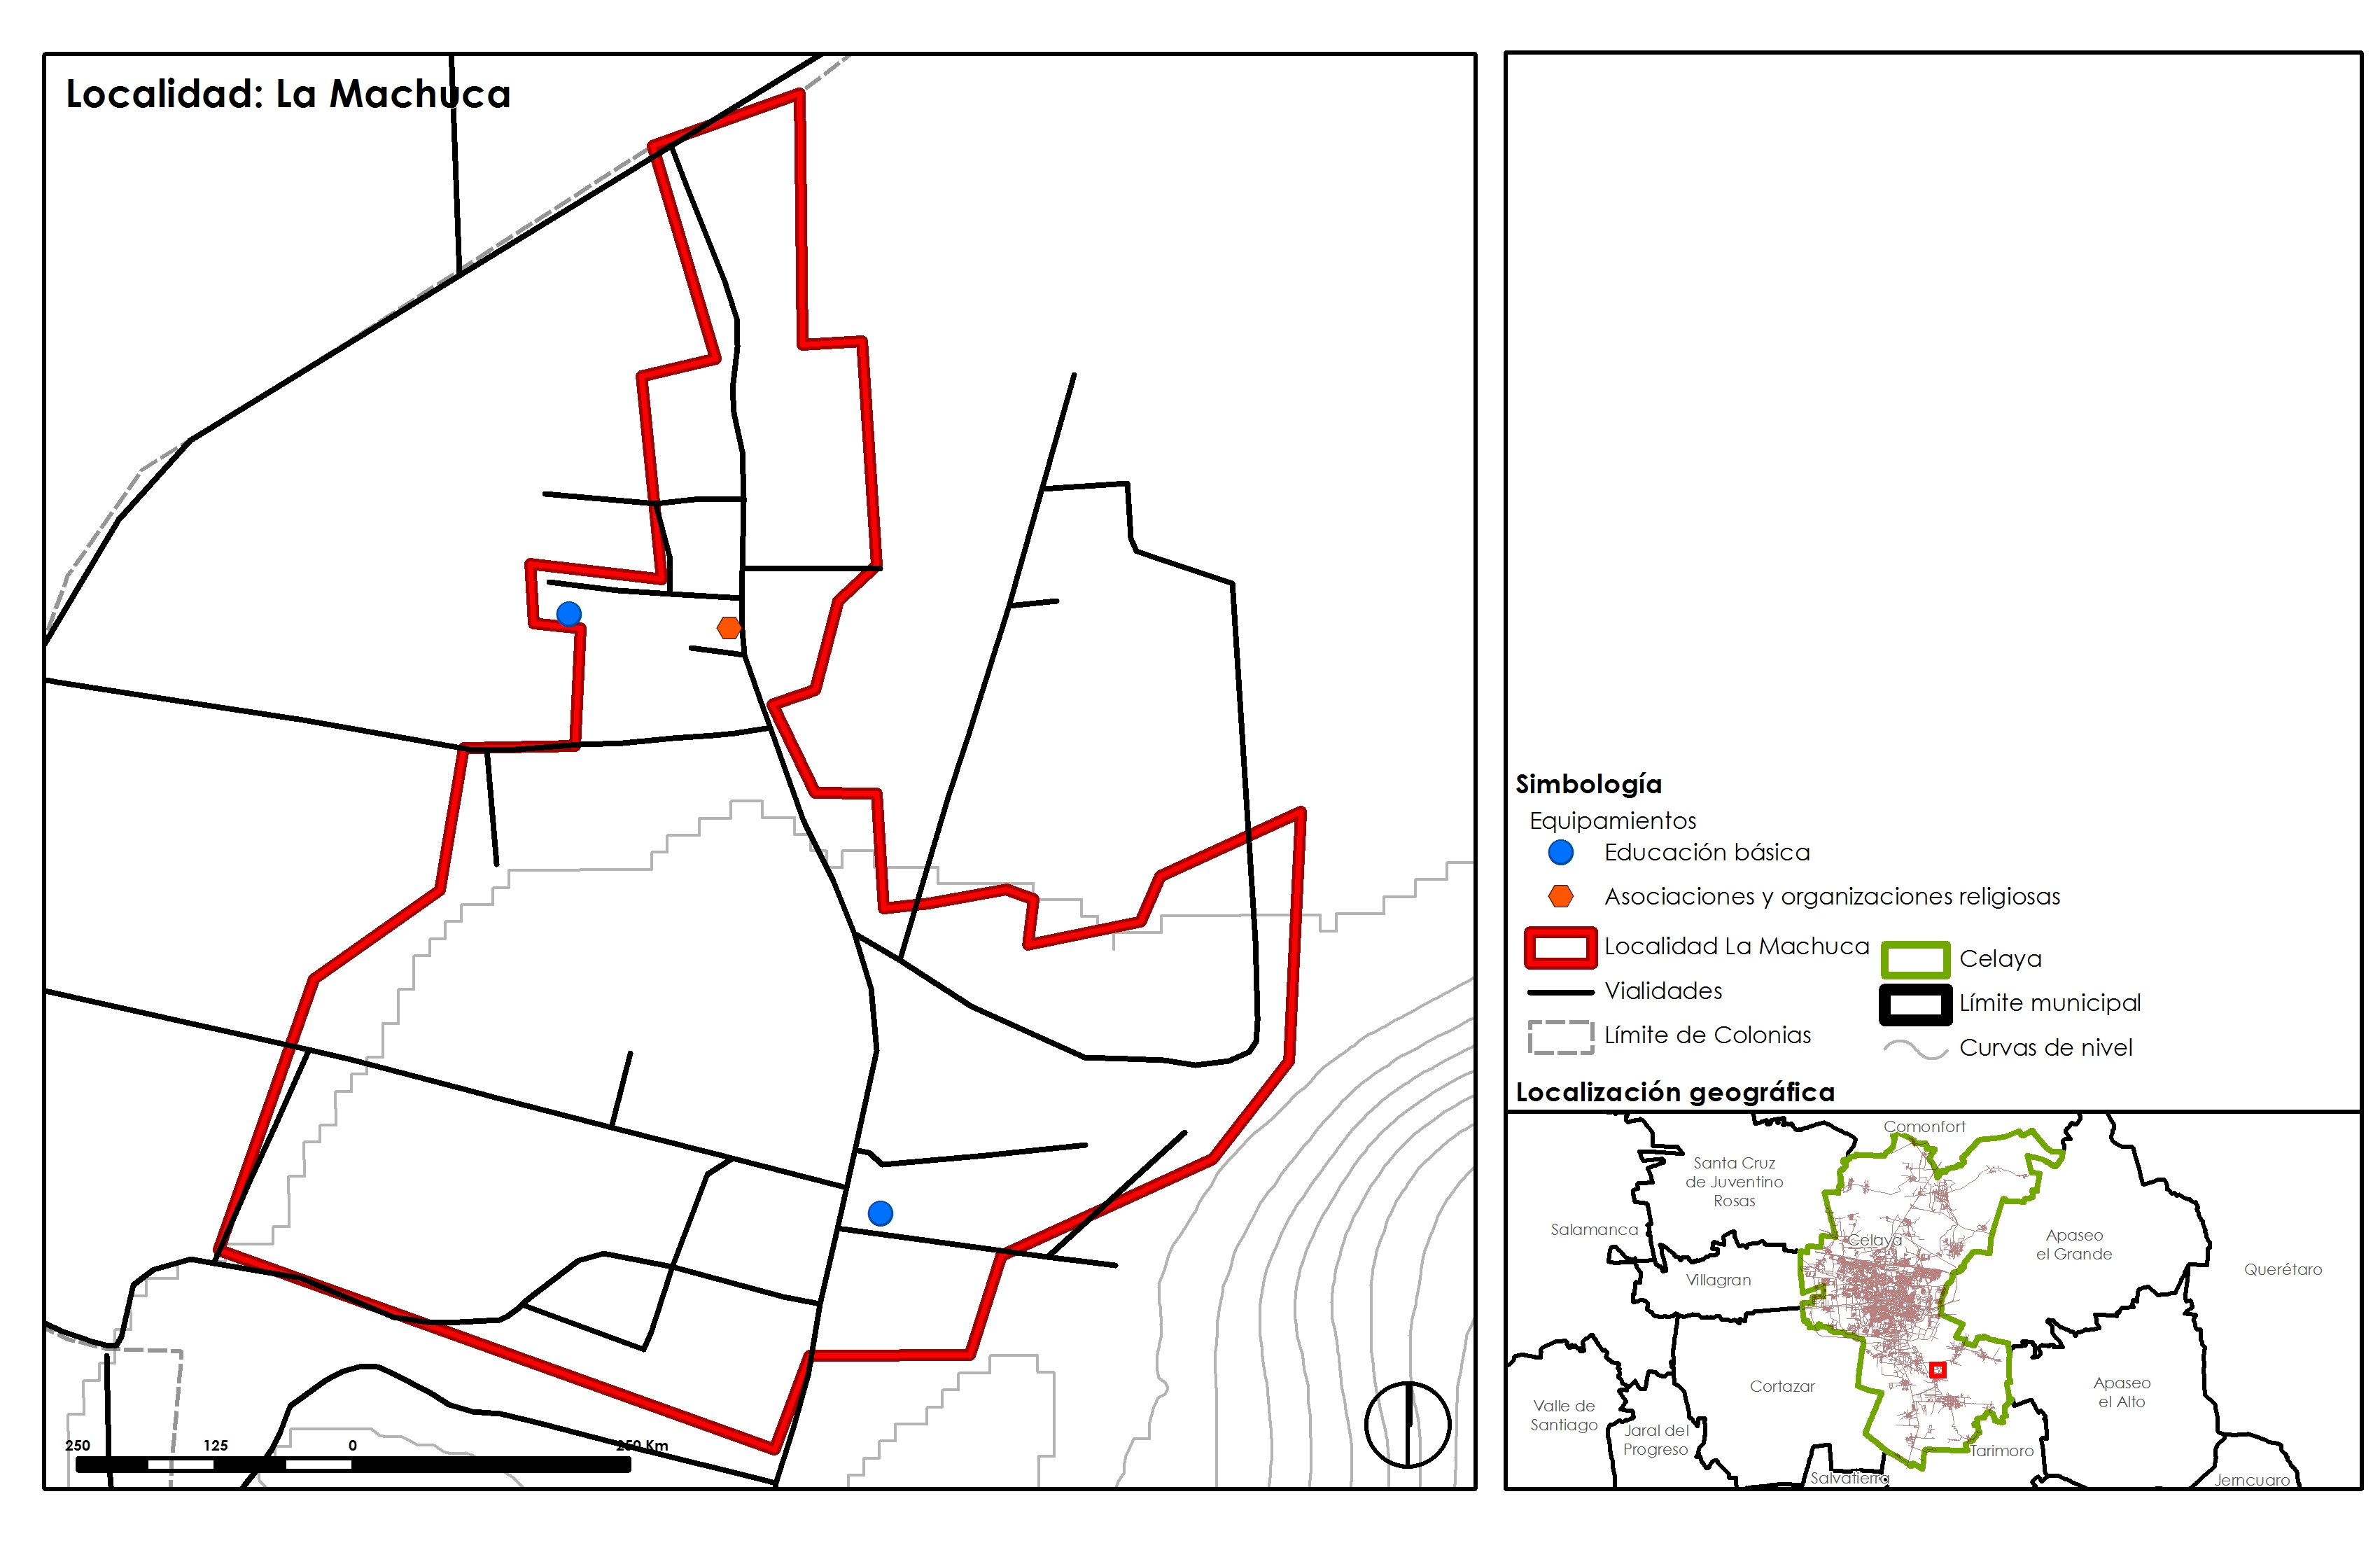 Localidad: La Machuca
250 125 0 250 Km
Simbología
Equipamientos
Educación básica
Asociaciones y organizaciones religiosas
Localidad La Machuca
Vialidades
Límite de Colonias
Celaya
Límite municipal
Curvas de nivel
Localización geográfica
Comonfort
Santa Cruz
de Juventino
Rosas
Salamanca
Celaya
Apaseo
el Grande
Villagran
Querétaro
Cortazar
Apaseo
el Alto
Valle de
Santiago
Jaral del
Progreso
Tarimoro
Salvatierra
Jerncuaro